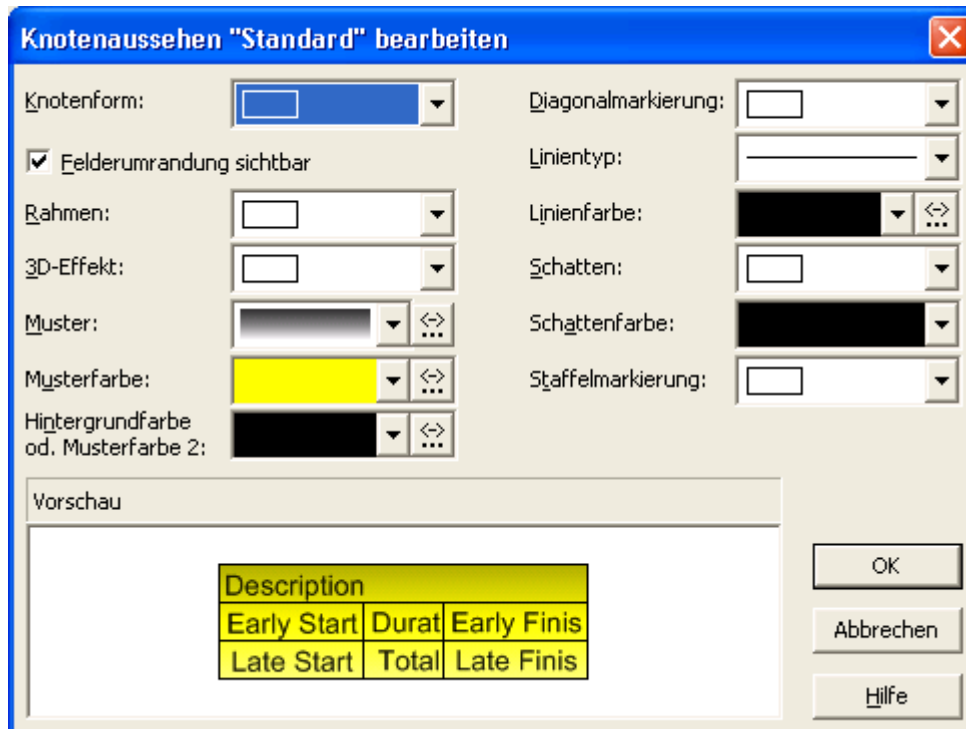 Knotenaussehen "Standard" bearbeiten
Knotenform:
Diagonalmarkierung:
Felderumrandung sichtbar
Linientyp:
Rahmen:
Linienfarbe:
3D-Effekt:
Schatten:
Muster:
Schattenfarbe:
Musterfarbe:
Staffelmarkierung:
Hintergrundfarbe
od. Musterfarbe 2:
Vorschau
Description
Early Start Durat Early Finis
Late Start Total Late Finis
OK
Abbrechen
Hilfe